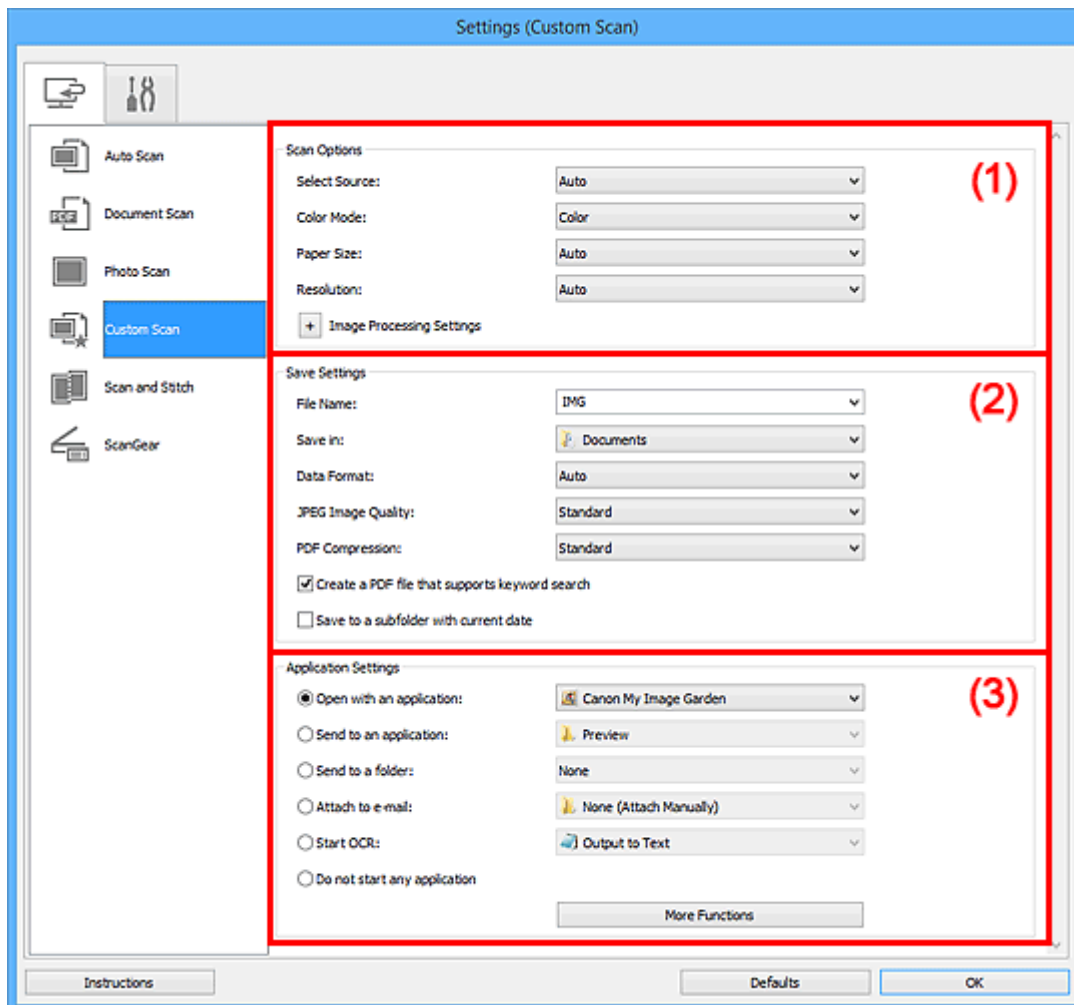 Settings (Custom Scan)
Auto Scan
PDF
Document Scan
Photo Scan
Custom Scan
Scan and Stitch
ScanGear
Scan Options
(1)
Select Source: Auto
Color Mode: Color
Paper Size: Auto
Resolution: Auto
+ Image Processing Settings
Save Settings
(2)
File Name: IMG
Save in: Documents
Data Format: Auto
JPEG Image Quality: Standard
PDF Compression: Standard
Create a PDF file that supports keyword search
Save to a subfolder with current date
Application Settings
(3)
Open with an application: Canon My Image Garden
Send to an application: Preview
Send to a folder: None
Attach to e-mail: None (Attach Manually)
Start OCR: Output to Text
Do not start any application
More Functions
Instructions Defaults OK